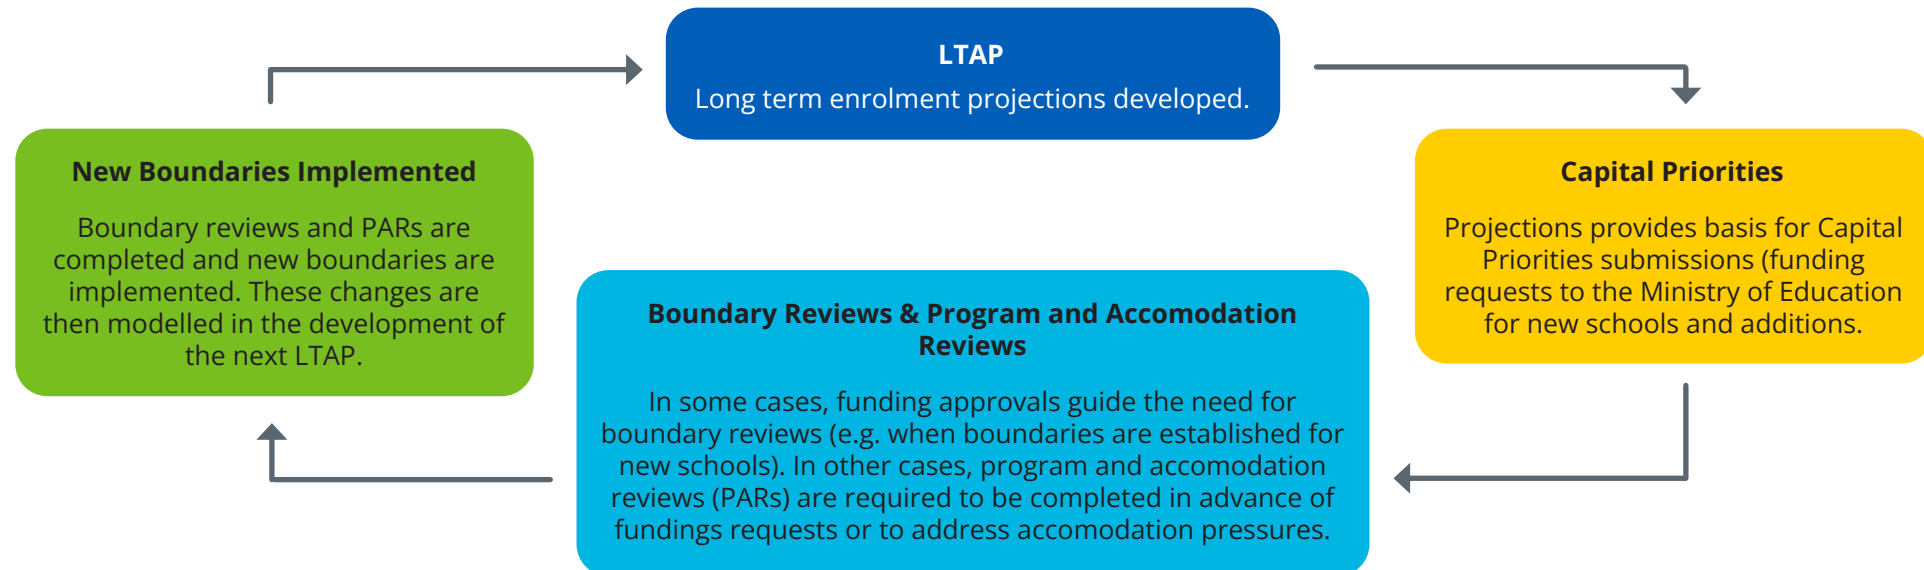 LTAP
Long term enrolment projections developed.
New Boundaries Implemented
Boundary reviews and PARs are
completed and new boundaries are
implemented. These changes are
then modelled in the development of
the next LTAP.
Capital Priorities
Projections provides basis for Capital
Priorities submissions (funding
requests to the Ministry of Education
for new schools and additions.
Boundary Reviews & Program and Accomodation
Reviews
In some cases, funding approvals guide the need for
boundary reviews (e.g. when boundaries are established for
new schools). In other cases, program and accomodation
reviews (PARs) are required to be completed in advance of
fundings requests or to address accomodation pressures.